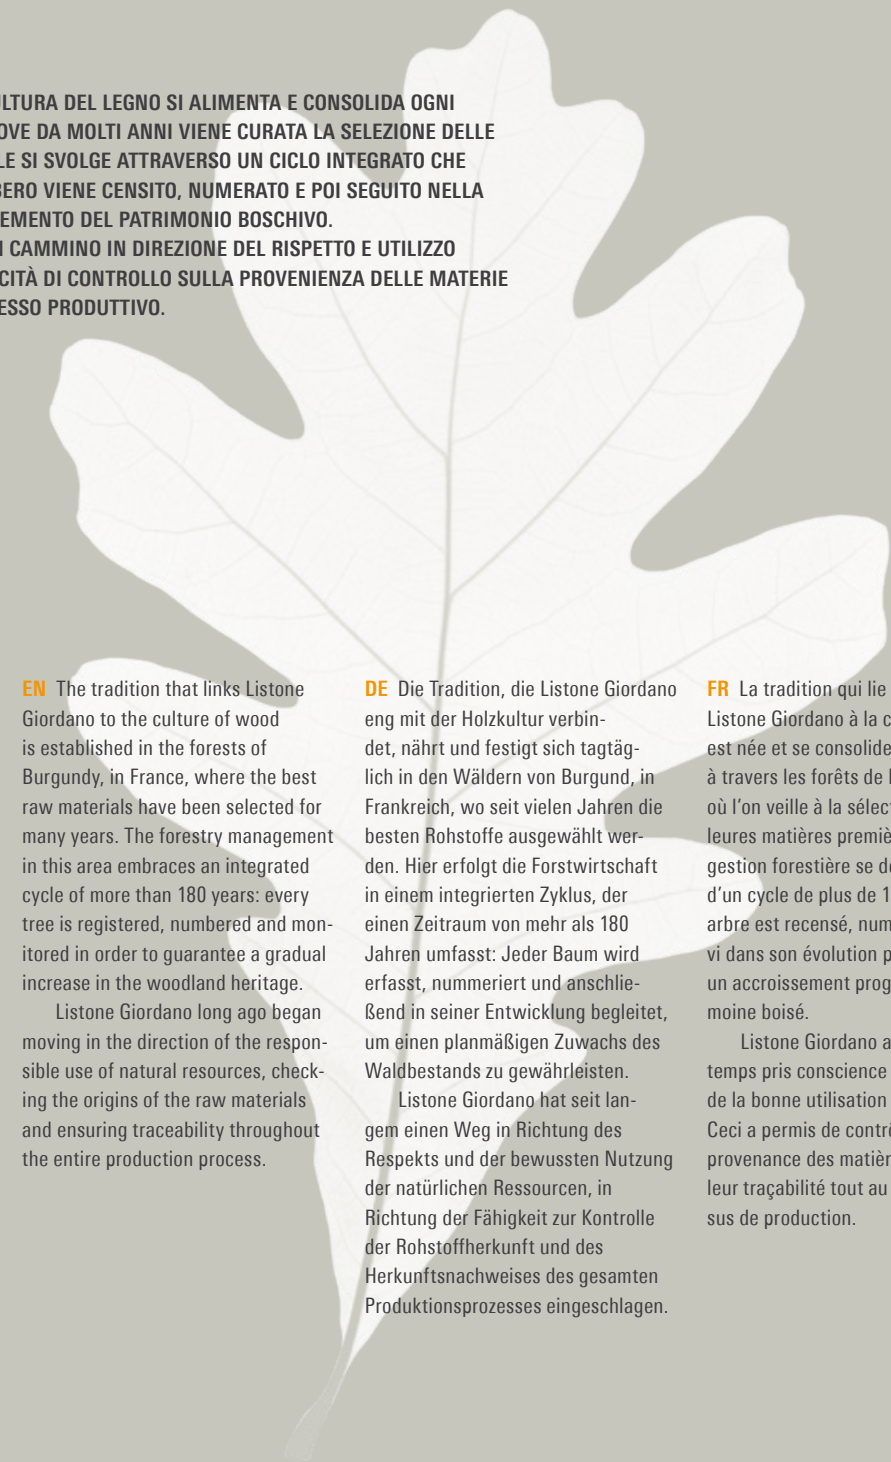 LTURA DEL LEGNO SI ALIMENTA E CONSOLIDA OGNI
OVE DA MOLTI ANNI VIENE CURATA LA SELEZIONE DELLE
LE SI SVOLGE ATTRAVERSO UN CICLO INTEGRATO CHE
BERO VIENE CENSITO, NUMERATO E POI SEGUITO NELLA
EMENTO DEL PATRIMONIO BOSCHIVO.
CAMMINO IN DIREZIONE DEL RISPETTO E UTILIZZO
CITÀ DI CONTROLLO SULLA PROVENIENZA DELLE MATERIE
ESSO PRODUTTIVO.
EN The tradition that links Listone
Giordano to the culture of wood
is established in the forests of
Burgundy, in France, where the best
raw materials have been selected for
many years. The forestry management
in this area embraces an integrated
cycle of more than 180 years: every
tree is registered, numbered and mon-
itored in order to guarantee a gradual
increase in the woodland heritage.
Listone Giordano long ago began
moving in the direction of the respon-
sible use of natural resources, check-
ing the origins of the raw materials
and ensuring traceability throughout
the entire production process.
DE Die Tradition, die Listone Giordano
eng mit der Holzkultur verbin-
det, nährt und festigt sich tagtäg-
lich in den Wäldern von Burgund, in
Frankreich, wo seit vielen Jahren die
besten Rohstoffe ausgewählt wer-
den. Hier erfolgt die Forstwirtschaft
in einem integrierten Zyklus, der
einen Zeitraum von mehr als 180
Jahren umfasst: Jeder Baum wird
erfasst, nummeriert und anschlie-
ßend in seiner Entwicklung begleitet,
um einen planmäßigen Zuwachs des
Waldbestands zu gewährleisten.
Listone Giordano hat seit lan-
gem einen Weg in Richtung des
Respekts und der bewussten Nutzung
der natürlichen Ressourcen, in
Richtung der Fähigkeit zur Kontrolle
der Rohstoffherkunft und des
Herkunftsnachweises des gesamten
Produktionsprozesses eingeschlagen.
FR La tradition qui lie
Listone Giordano à la c
est née et se consolide
à travers les forêts de
où l'on veille à la sélec
leures matières premiè
gestion forestière se d
d'un cycle de plus de 1
arbre est recensé, num
vi dans son évolution p
un accroissement prog
moine boisé.
Listone Giordano a
temps pris conscience
de la bonne utilisation
Ceci a permis de contrô
provenance des matièr
leur traçabilité tout au
sus de production.